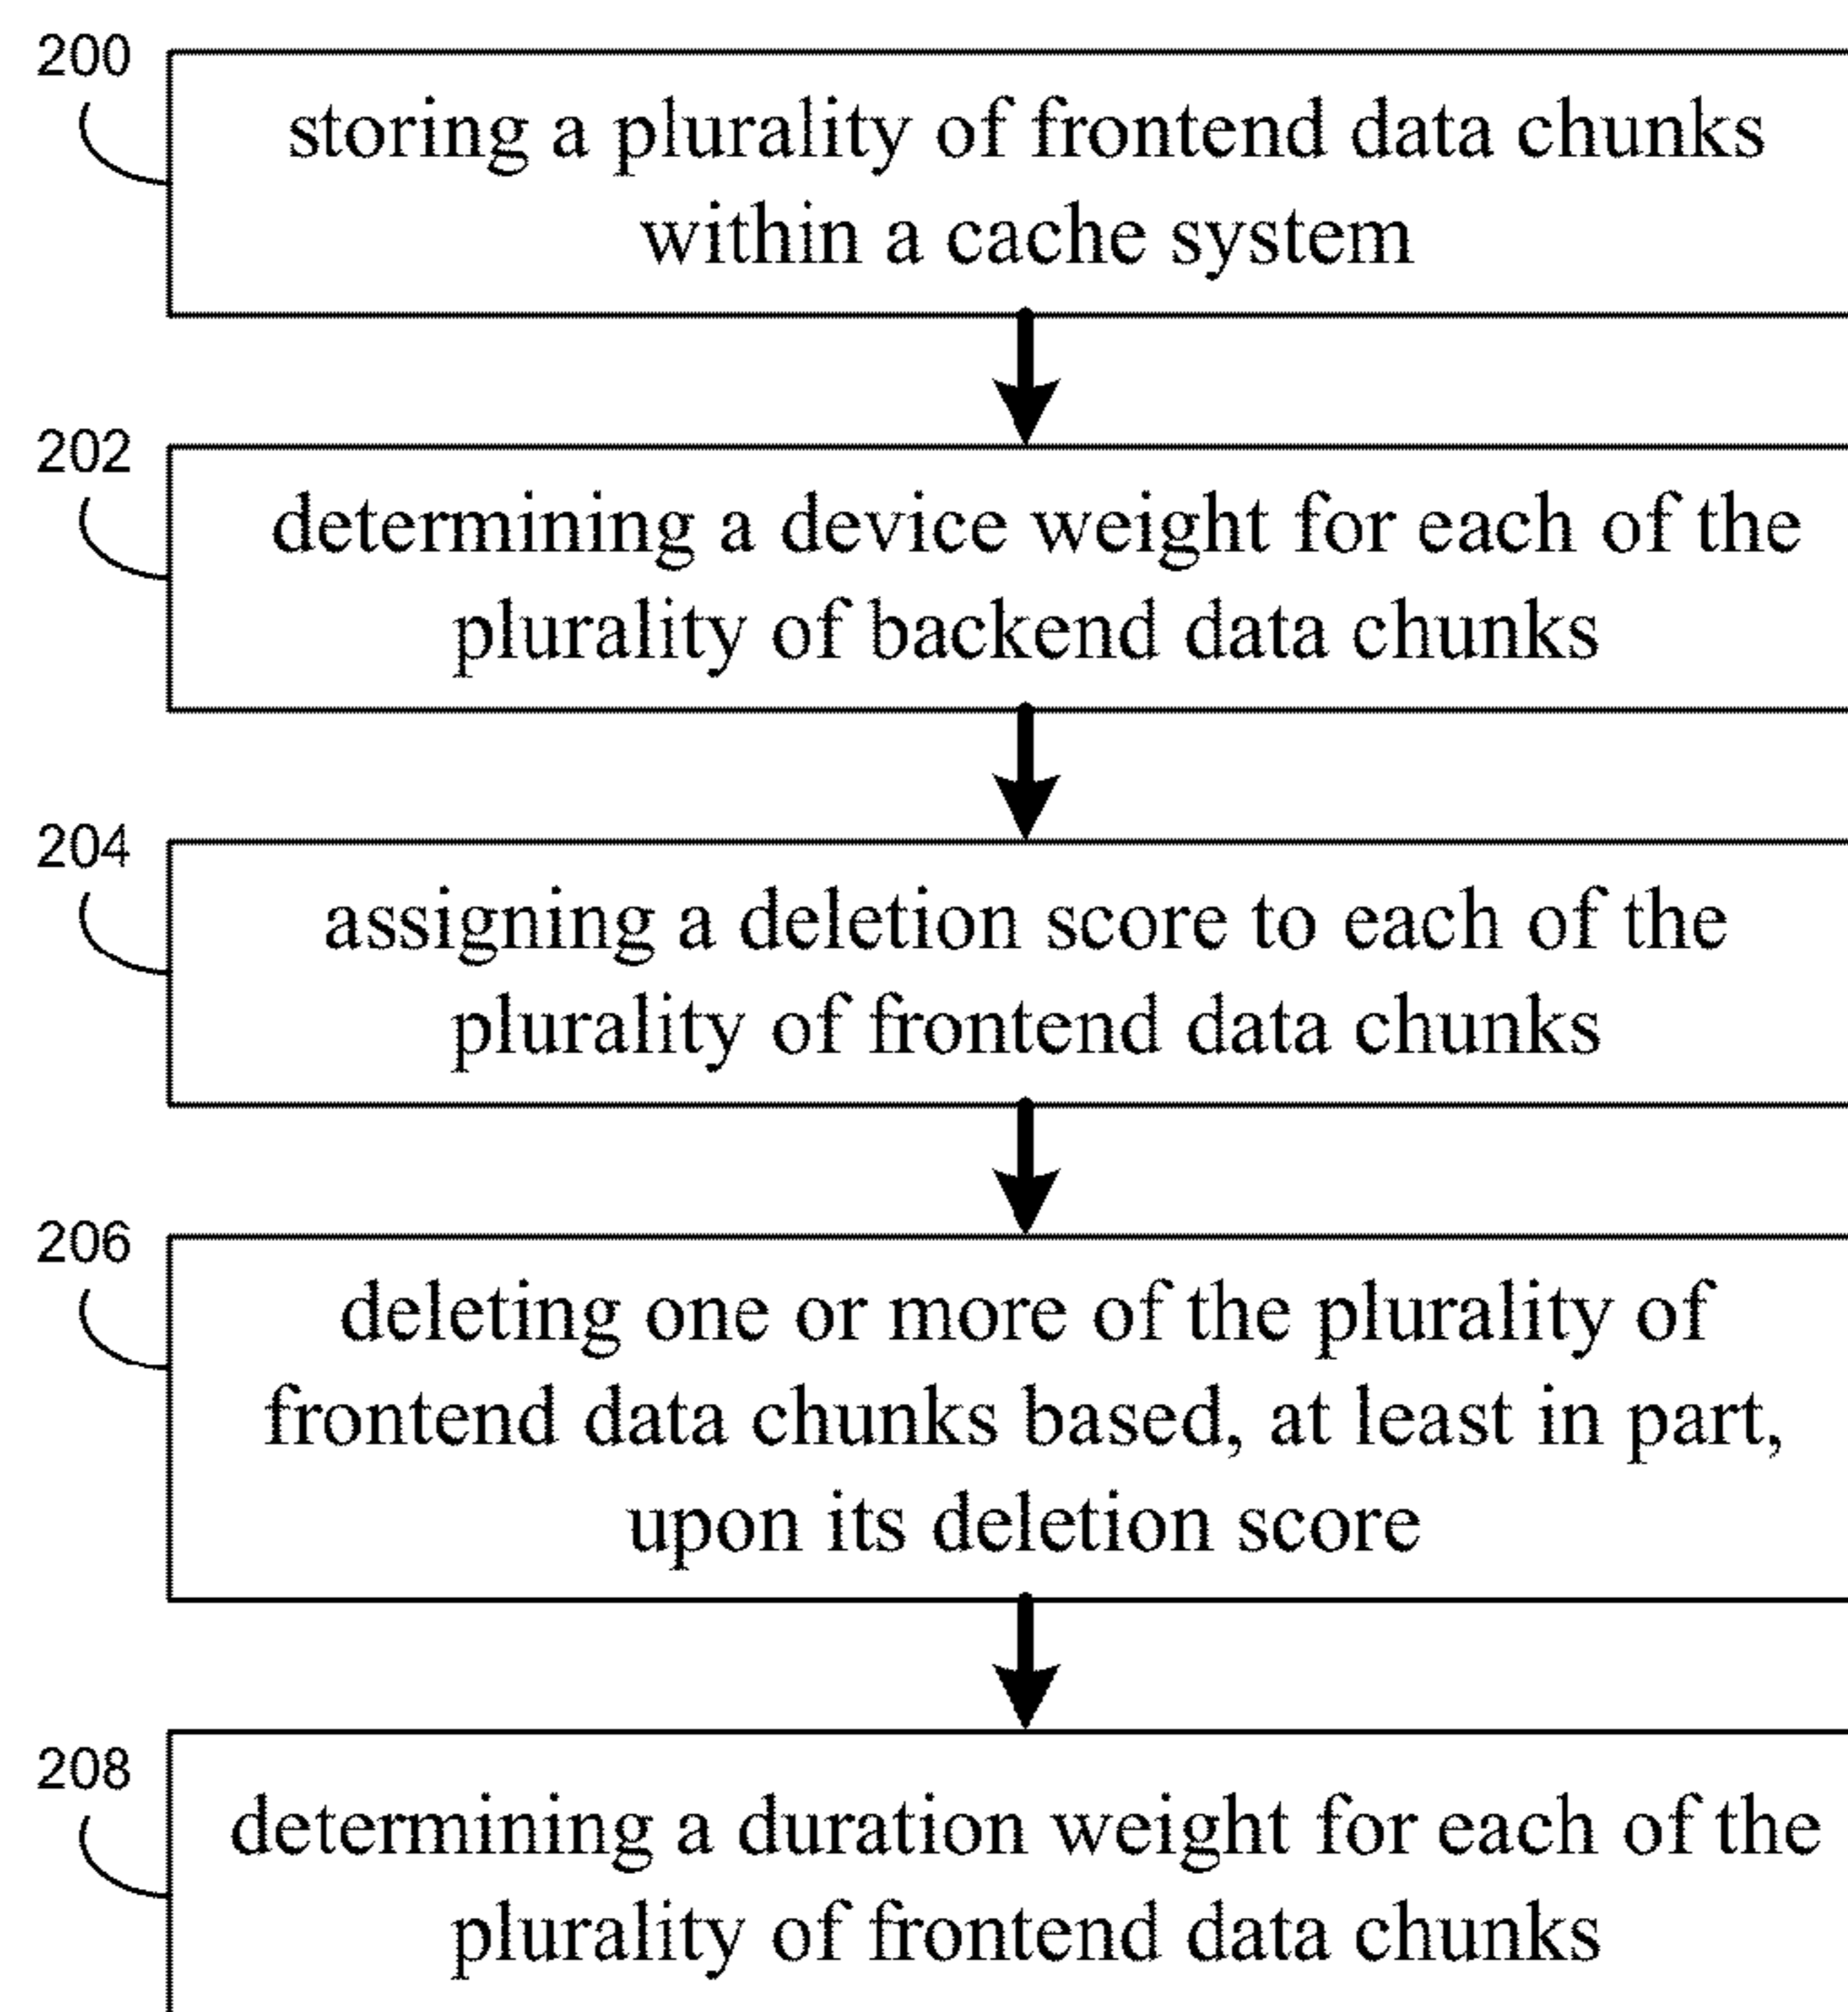 200
storing a plurality of frontend data chunks
within a cache system
202
determining a device weight for each of the
plurality of backend data chunks
204
assigning a deletion score to each of the
plurality of frontend data chunks
206
deleting one or more of the plurality of
frontend data chunks based, at least in part,
upon its deletion score
208
determining a duration weight for each of the
plurality of frontend data chunks